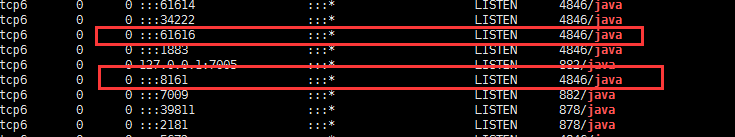 tcp6 0 0 :::61614 :::* LISTEN 4846/java
tcp6 0 0 :::34222 :::* LISTEN 4846/java
tcp6 0 0 :::61616 :::* LISTEN 4846/java
tcp6 0 0 :::1883 :::* LISTEN 4846/java
tcp6 0 0 127.0.0.1:7005 :::* LISTEN 882/java
tcp6 0 0 :::8161 :::* LISTEN 4846/java
tcp6 0 0 :::7009 :::* LISTEN 882/java
tcp6 0 0 :::39811 :::* LISTEN 878/java
tcp6 0 0 :::2181 :::* LISTEN 878/java